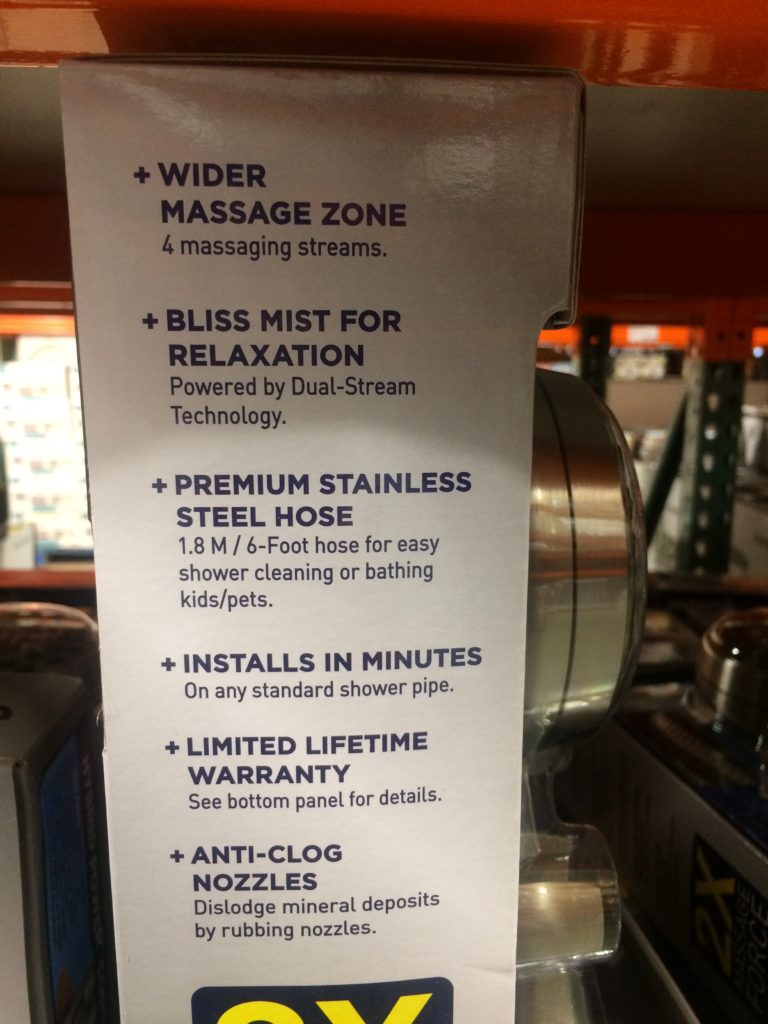 + WIDER
MASSAGE ZONE
4 massaging streams.
+ BLISS MIST FOR
RELAXATION
Powered by Dual-Stream
Technology.
+ PREMIUM STAINLESS
STEEL HOSE
1.8 M / 6-Foot hose for easy
shower cleaning or bathing
kids/pets.
+ INSTALLS IN MINUTES
On any standard shower pipe.
+ LIMITED LIFETIME
WARRANTY
See bottom panel for details.
+ ANTI-CLOG
NOZZLES
Dislodge mineral deposits
by rubbing nozzles.
2X
2X
MASSAGE
FORCE